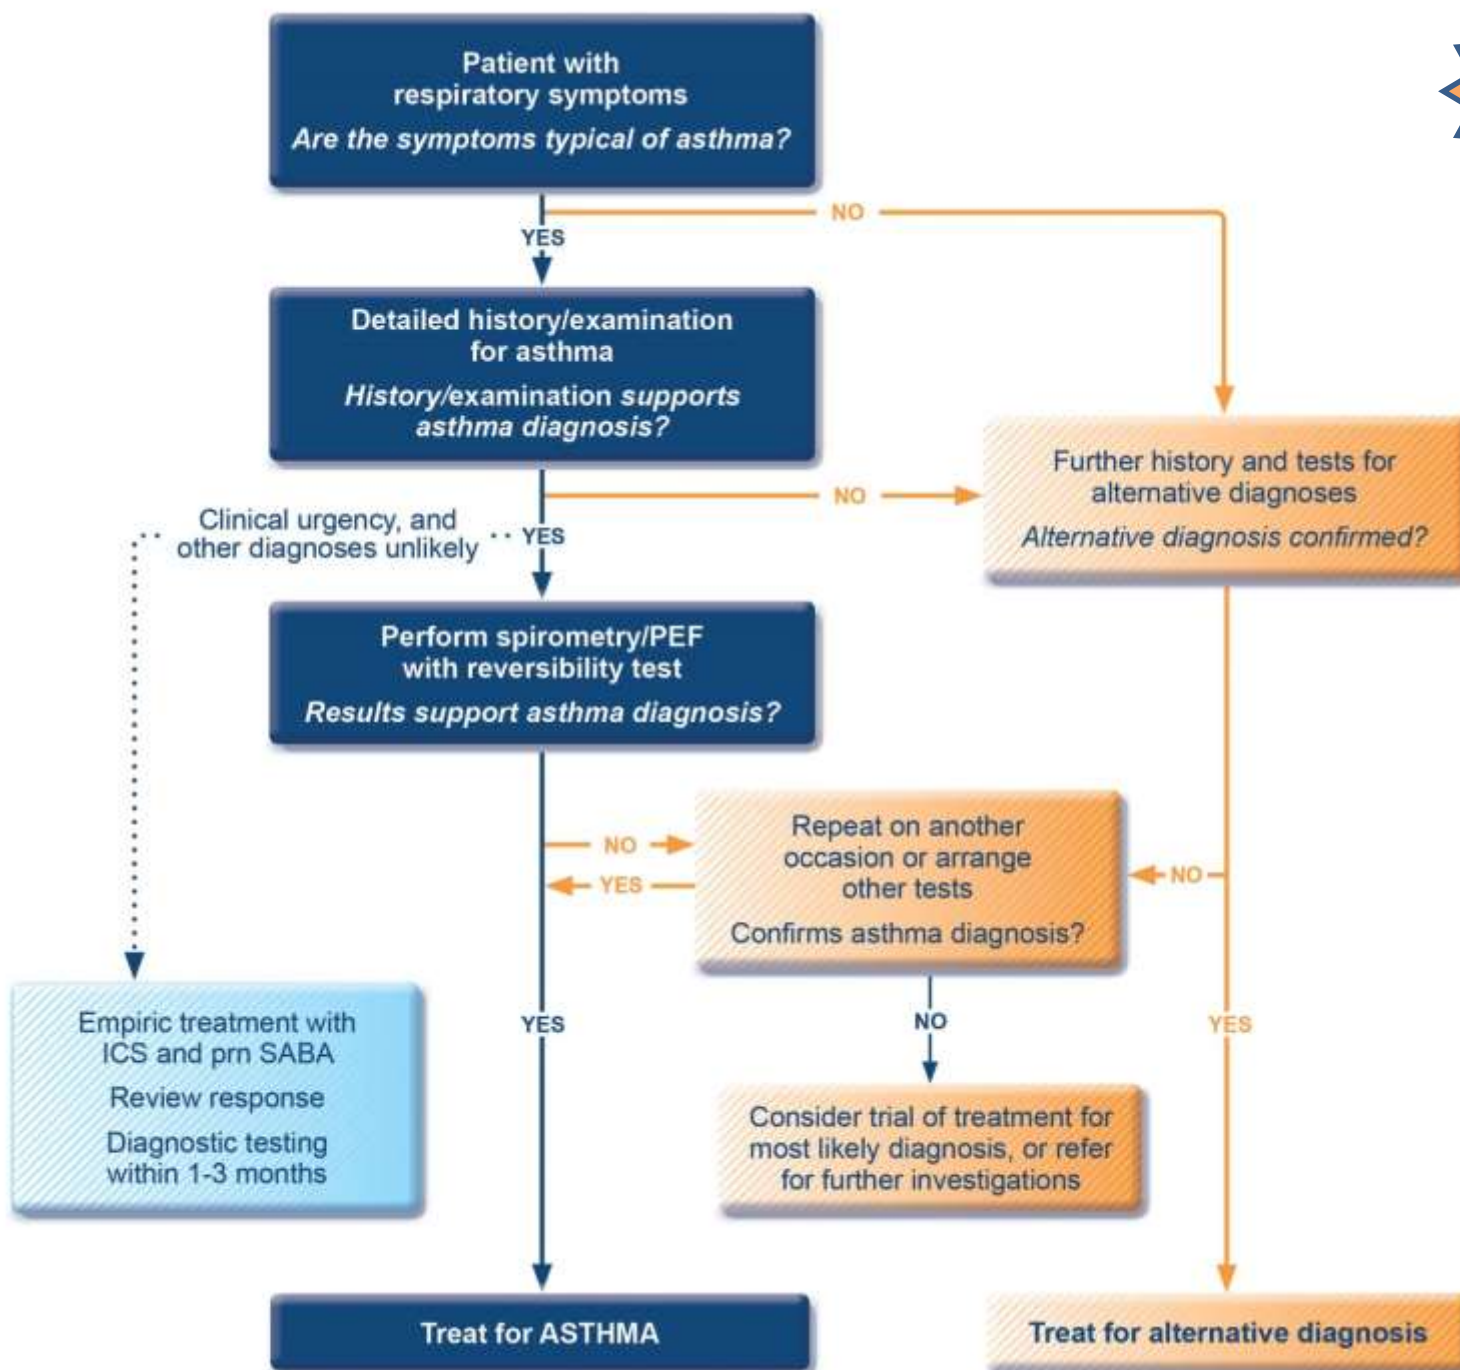 Patient with
respiratory symptoms
Are the symptoms typical of asthma?
NO
YES
Detailed history/examination
for asthma
History/examination supports
asthma diagnosis?
Further history and tests for
alternative diagnoses
Alternative diagnosis confirmed?
NO
Clinical urgency, and
other diagnoses unlikely
YES
Perform spirometry/PEF
with reversibility test
Results support asthma diagnosis?
Repeat on another
occasion or arrange
other tests
Confirms asthma diagnosis?
NO
YES
NO
Empiric treatment with
ICS and prn SABA
Review response
Diagnostic testing
within 1-3 months
YES
NO
YES
Consider trial of treatment for
most likely diagnosis, or refer
for further investigations
Treat for ASTHMA
Treat for alternative diagnosis